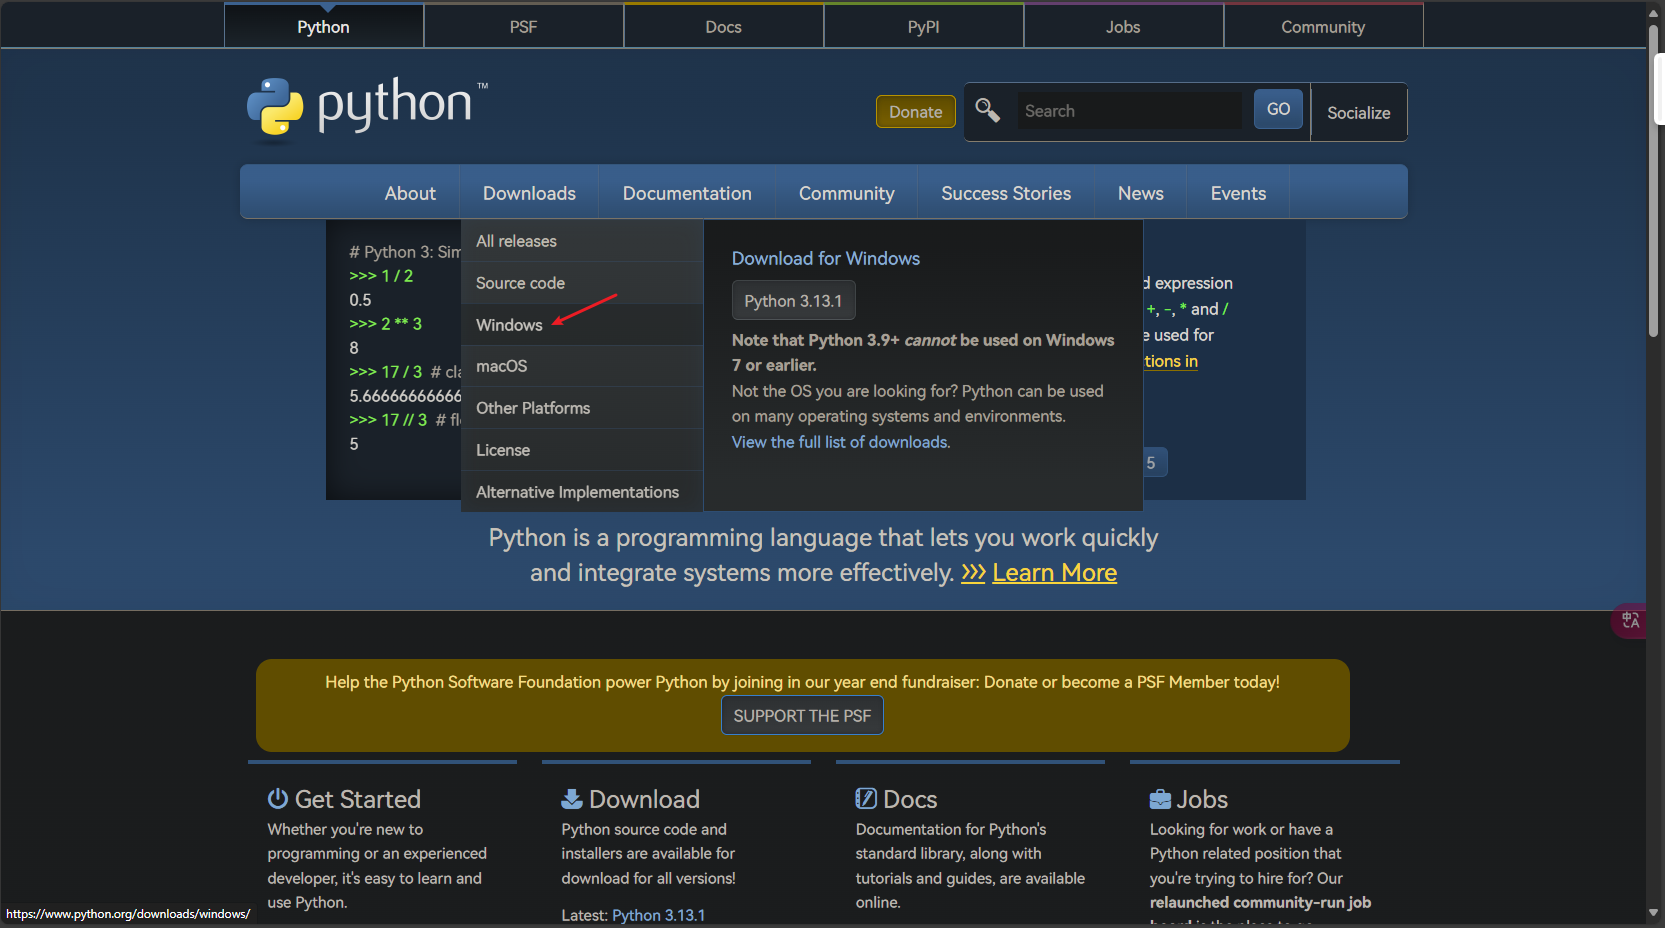 Python
PSF
Docs
PyPI
Jobs
Community
python™
Donate
Search
GO
Socialize
About
Downloads
Documentation
Community
Success Stories
News
Events
# Python 3: Sim
>>> 1 / 2
0.5
>>> 2 ** 3
8
>>> 17 / 3 # cla
5.66666666666
>>> 17 // 3 # flo
5
All releases
Source code
Windows
macOS
Other Platforms
License
Alternative Implementations
Download for Windows
Python 3.13.1
Note that Python 3.9+ cannot be used on Windows
7 or earlier.
Not the OS you are looking for? Python can be used
on many operating systems and environments.
View the full list of downloads.
d expression
+, -, * and /
e used for
tions in
5
Python is a programming language that lets you work quickly
and integrate systems more effectively. >>> Learn More
Help the Python Software Foundation power Python by joining in our year end fundraiser: Donate or become a PSF Member today!
SUPPORT THE PSF
Get Started
Whether you're new to
programming or an experienced
developer, it's easy to learn and
use Python.
Download
Python source code and
installers are available for
download for all versions!
Latest: Python 3.13.1
Docs
Documentation for Python's
standard library, along with
tutorials and guides, are available
online.
Jobs
Looking for work or have a
Python related position that
you're trying to hire for? Our
relaunched community-run job
board is the place to go.
https://www.python.org/downloads/windows/
中A